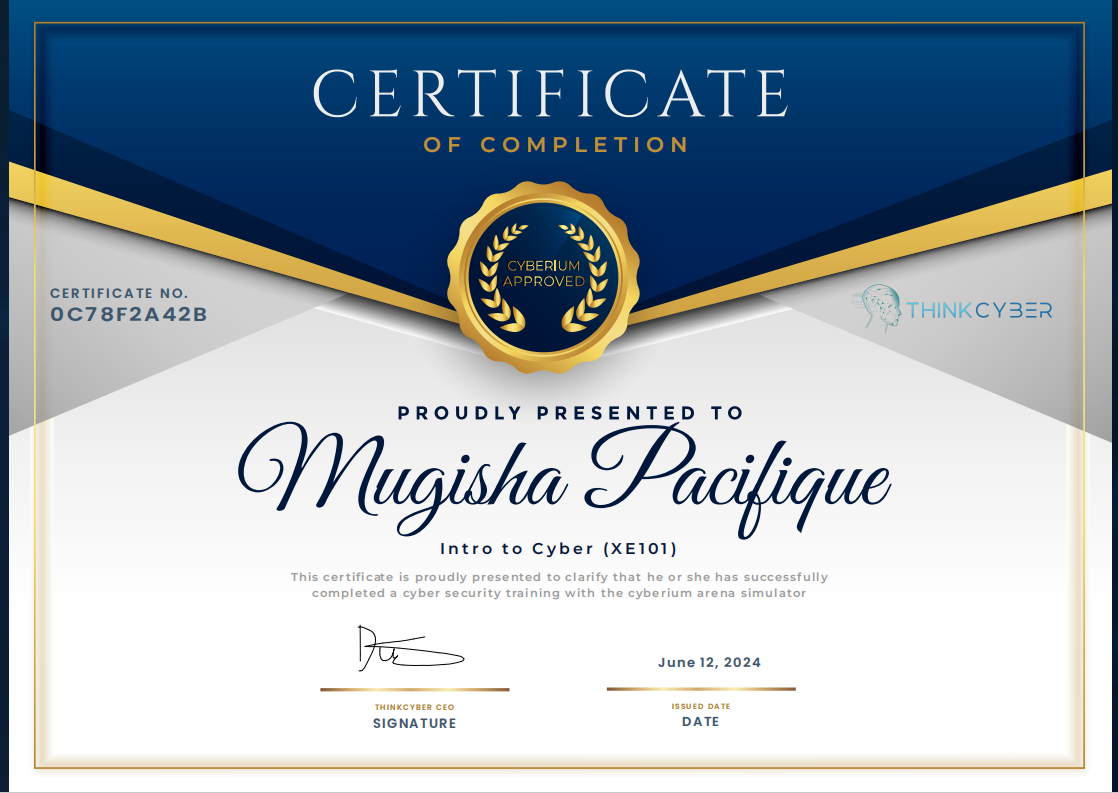 CERTIFICATE
OF COMPLETION
CYBERIUM
APPROVED
CERTIFICATE NO.
0C78F2A42B
THINKCYBER
PROUDLY PRESENTED TO
Mugisha Pacifique
Intro to Cyber (XE101)
This certificate is proudly presented to clarify that he or she has successfully
completed a cyber security training with the cyberium arena simulator
June 12, 2024
THINKCYBER CEO
SIGNATURE
ISSUED DATE
DATE